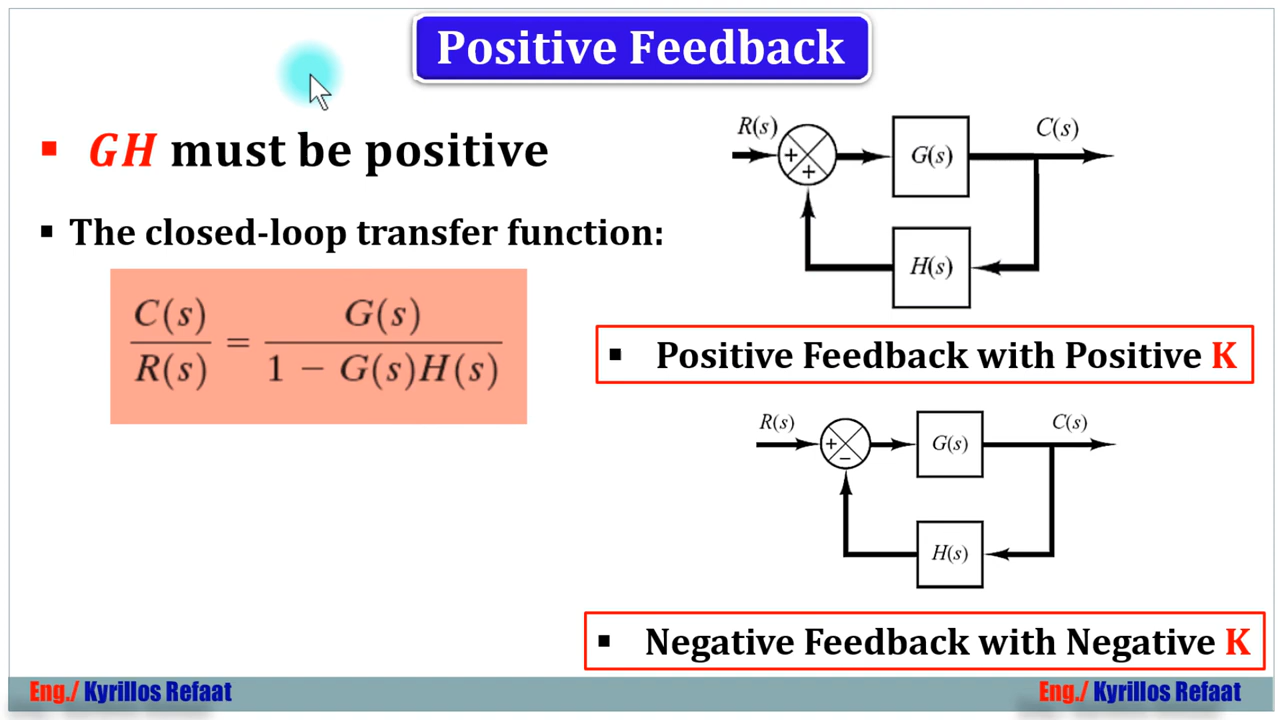 Positive Feedback
▪ GH must be positive
▪ The closed-loop transfer function:
C(s)/R(s) = G(s)/(1 − G(s)H(s))
R(s) + + G(s) C(s)
H(s)
▪ Positive Feedback with Positive K
R(s) + − G(s) C(s)
H(s)
▪ Negative Feedback with Negative K
Eng./ Kyrillos Refaat
Eng./ Kyrillos Refaat